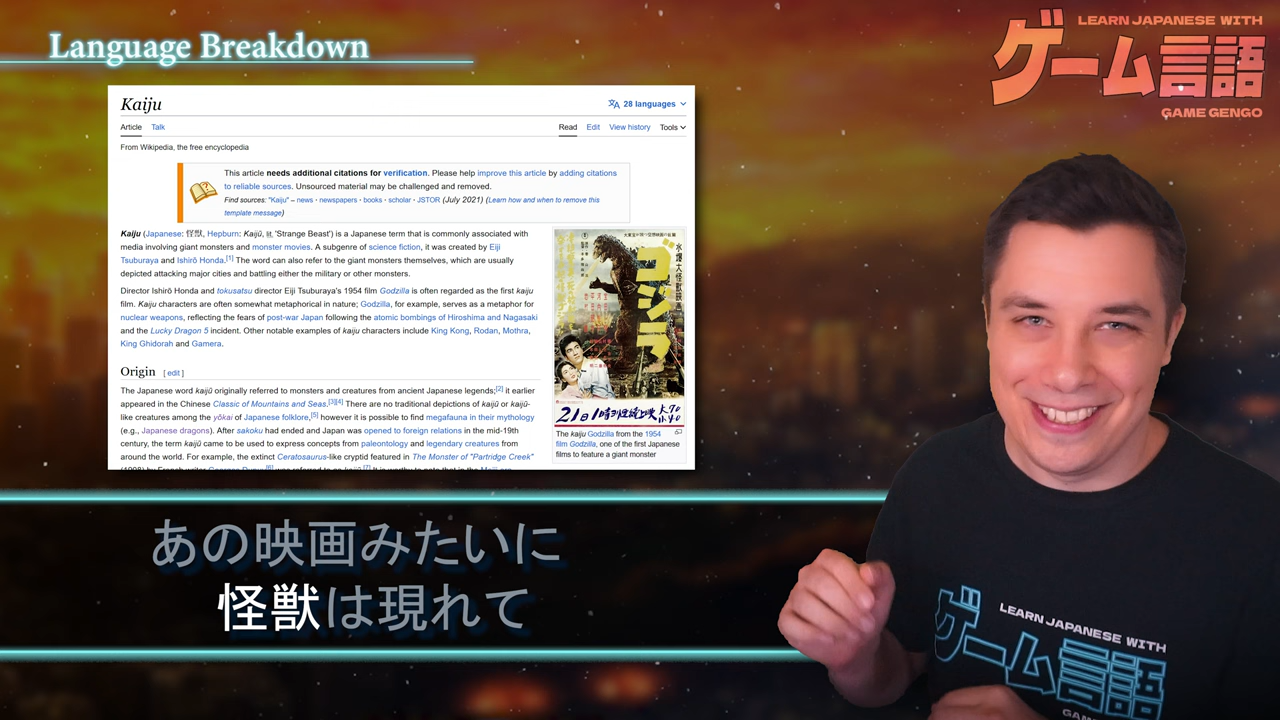 Language Breakdown
LEARN JAPANESE WITH
ゲーム言語
GAME GENGO
Kaiju
28 languages
Article Talk
Read Edit View history Tools
From Wikipedia, the free encyclopedia
This article needs additional citations for verification. Please help improve this article by adding citations
to reliable sources. Unsourced material may be challenged and removed.
Find sources: "Kaiju" – news · newspapers · books · scholar · JSTOR (July 2021) (Learn how and when to remove this
template message)
Kaiju (Japanese: 怪獣, Hepburn: Kaijū, lit. 'Strange Beast') is a Japanese term that is commonly associated with
media involving giant monsters and monster movies. A subgenre of science fiction, it was created by Eiji
Tsuburaya and Ishirō Honda.[1] The word can also refer to the giant monsters themselves, which are usually
depicted attacking major cities and battling either the military or other monsters.
Director Ishirō Honda and tokusatsu director Eiji Tsuburaya's 1954 film Godzilla is often regarded as the first kaiju
film. Kaiju characters are often somewhat metaphorical in nature; Godzilla, for example, serves as a metaphor for
nuclear weapons, reflecting the fears of post-war Japan following the atomic bombings of Hiroshima and Nagasaki
and the Lucky Dragon 5 incident. Other notable examples of kaiju characters include King Kong, Rodan, Mothra,
King Ghidorah and Gamera.
Origin [ edit ]
The Japanese word kaijū originally referred to monsters and creatures from ancient Japanese legends;[2] it earlier
appeared in the Chinese Classic of Mountains and Seas.[3][4] There are no traditional depictions of kaijū or kaijū-
like creatures among the yōkai of Japanese folklore,[5] however it is possible to find megafauna in their mythology
(e.g., Japanese dragons). After sakoku had ended and Japan was opened to foreign relations in the mid-19th
century, the term kaijū came to be used to express concepts from paleontology and legendary creatures from
around the world. For example, the extinct Ceratosaurus-like cryptid featured in The Monster of "Partridge Creek"
水爆大怪獣映画
ゴジラ
The kaiju Godzilla from the 1954
film Godzilla, one of the first Japanese
films to feature a giant monster
あの映画みたいに
怪獣は現れて
LEARN JAPANESE WITH
ゲーム言語